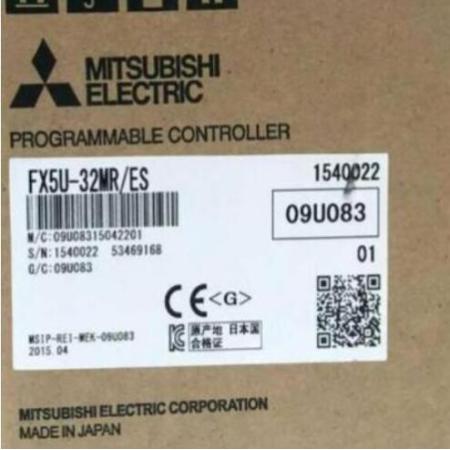 MITSUBISHI
ELECTRIC
PROGRAMMABLE CONTROLLER
FX5U-32MR/ES
1540022
M/C:09U08315042201
09U083
S/N:1540022 53469168
G/C:09U083
01
CE <G>
原产地 日本国
合格证
MSIP-REI-MEK-09U083
2015.04
MITSUBISHI ELECTRIC CORPORATION
MADE IN JAPAN